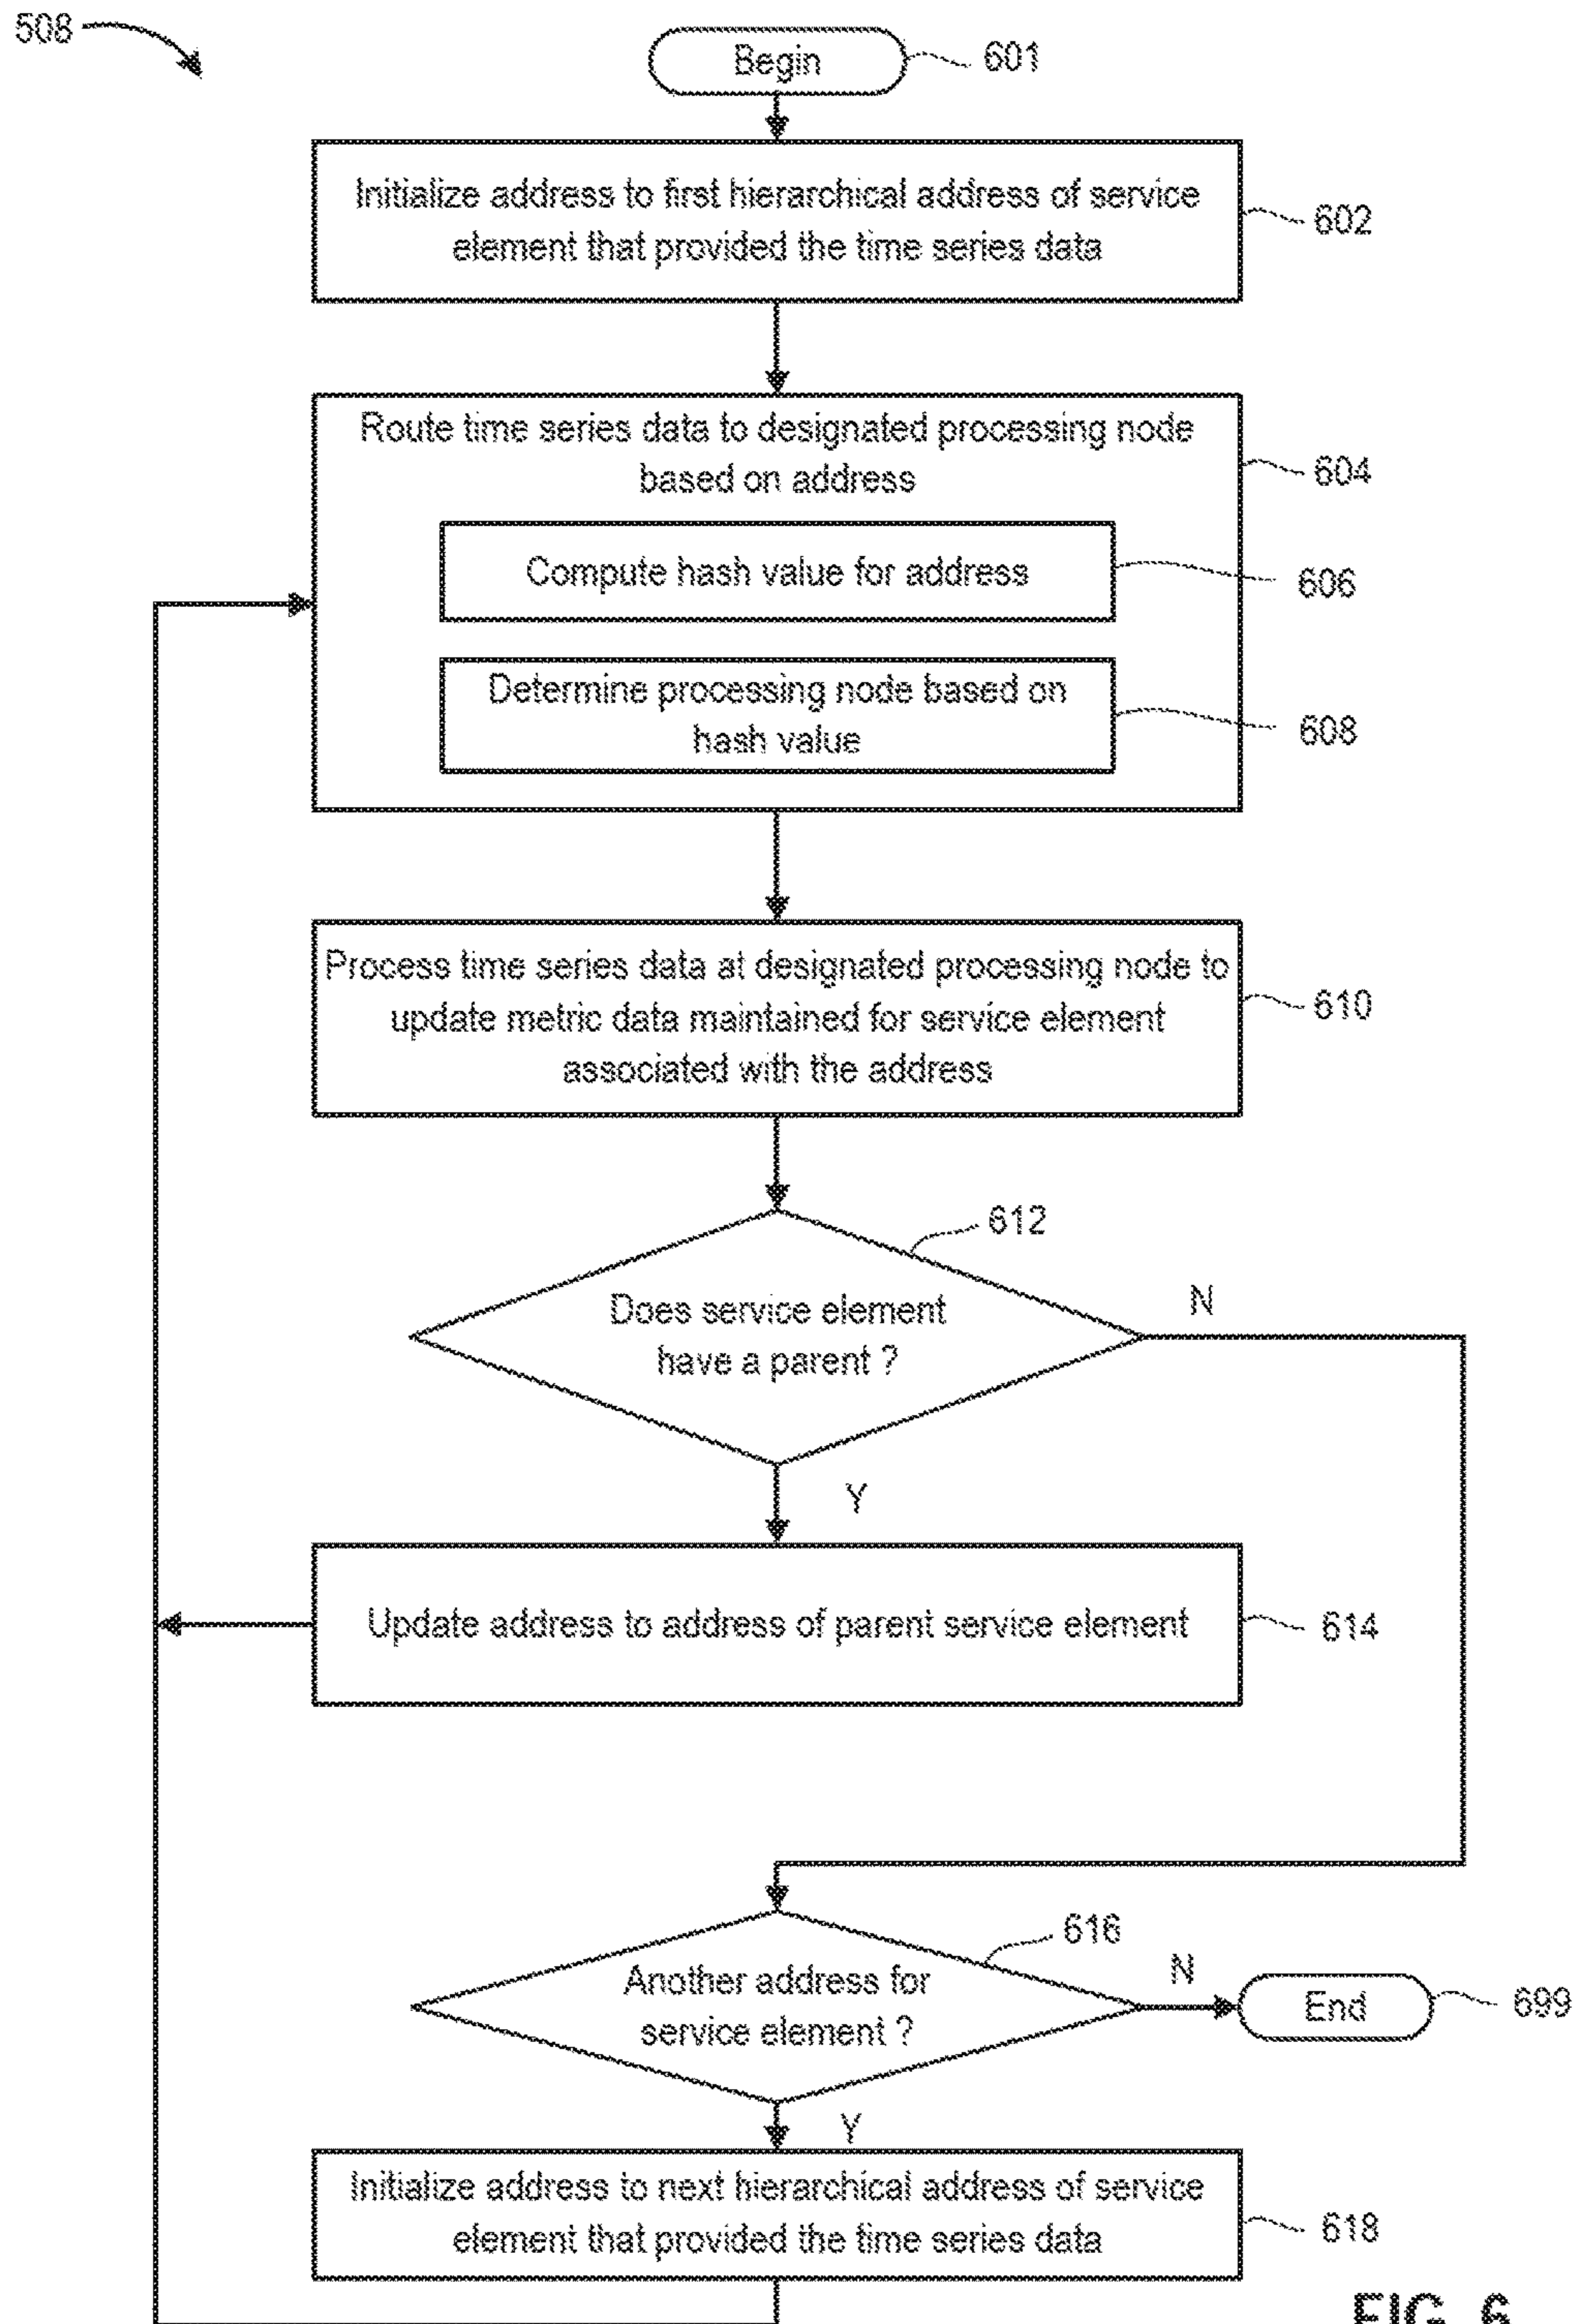 508
Begin
601
Initialize address to first hierarchical address of service
element that provided the time series data
602
Route time series data to designated processing node
based on address
604
Compute hash value for address
606
Determine processing node based on
hash value
608
Process time series data at designated processing node to
update metric data maintained for service element
associated with the address
610
612
Does service element
have a parent ?
N
Y
Update address to address of parent service element
614
616
Another address for
service element ?
N
End
699
Y
Initialize address to next hierarchical address of service
element that provided the time series data
618
FIG. 6